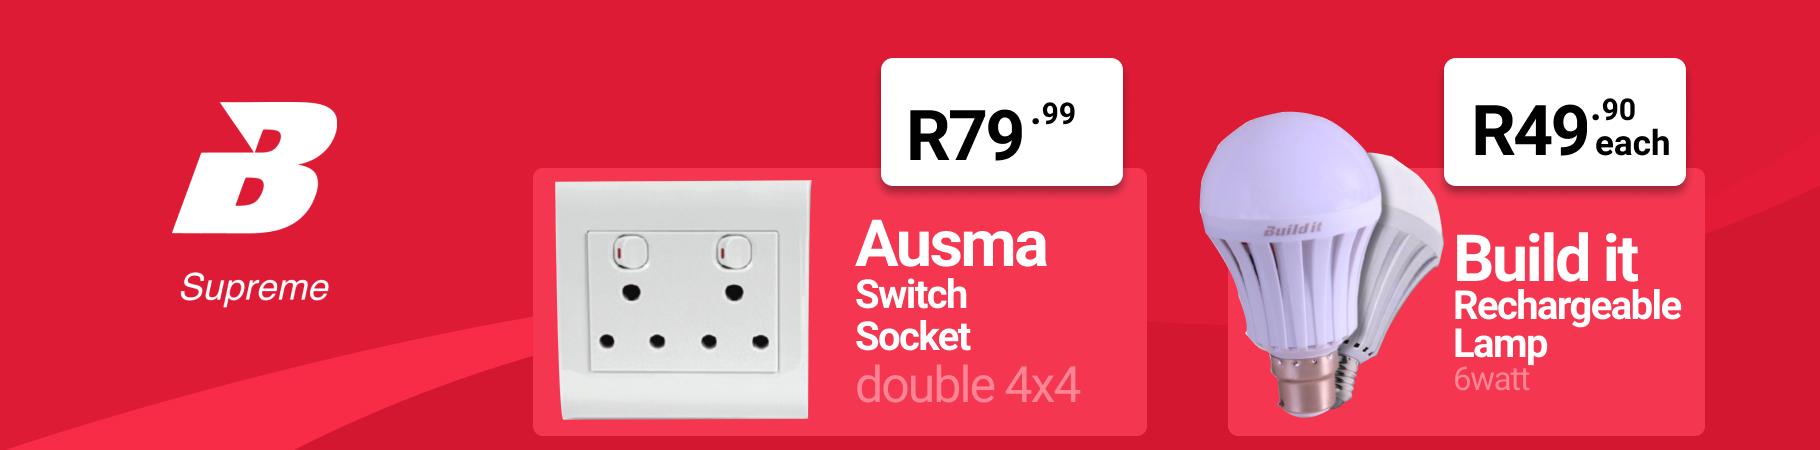 B
Supreme
R79.99
Ausma
Switch
Socket
double 4x4
R49.90 each
Build it
Build it
Rechargeable
Lamp
6watt